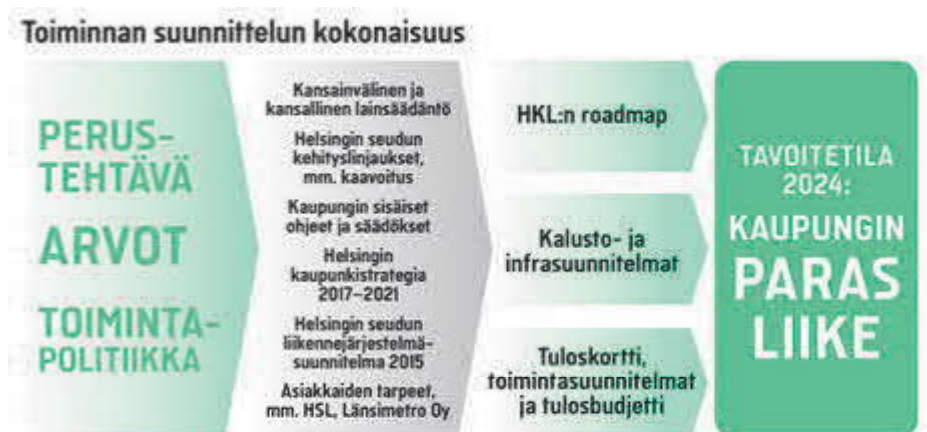 Toiminnan suunnittelun kokonaisuus
PERUS-
TEHTÄVÄ
ARVOT
TOIMINTA-
POLITIIKKA
Kansainvälinen ja
kansallinen lainsäädäntö
Helsingin seudun
kehityslinjaukset,
mm. kaavoitus
Kaupungin sisäiset
ohjeet ja säädökset
Helsingin
kaupunkistrategia
2017–2021
Helsingin seudun
liikennejärjestelmä-
suunnitelma 2015
Asiakkaiden tarpeet,
mm. HSL, Länsimetro Oy
HKL:n roadmap
Kalusto- ja
infrasuunnitelmat
Tuloskortti,
toimintasuunnitelmat
ja tulosbudjetti
TAVOITETILA
2024:
KAUPUNGIN
PARAS
LIIKE